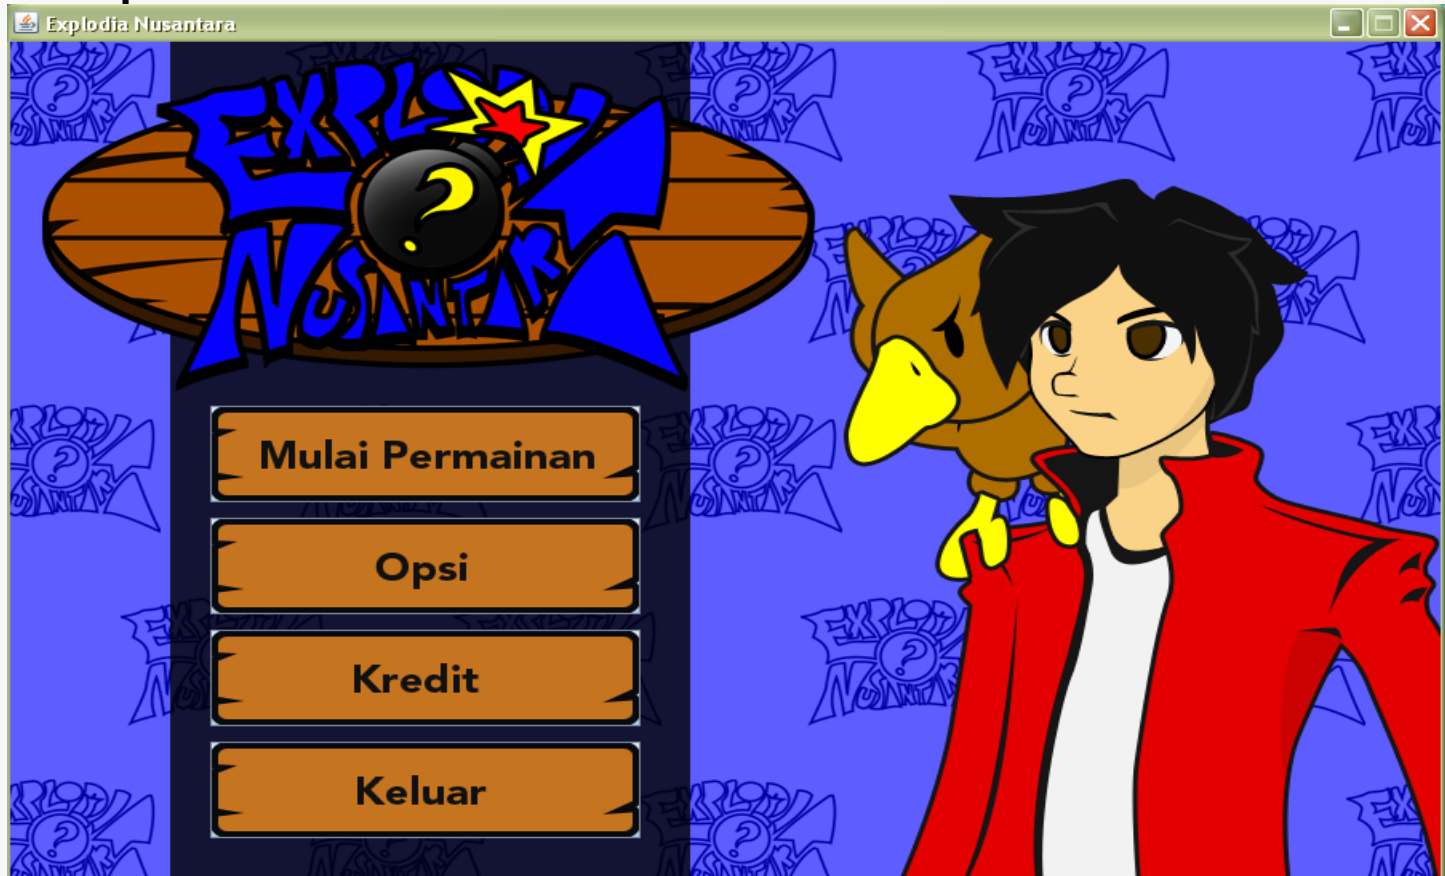 Explodia Nusantara
EXPLODIA
NUSANTARA
Mulai Permainan
Opsi
Kredit
Keluar